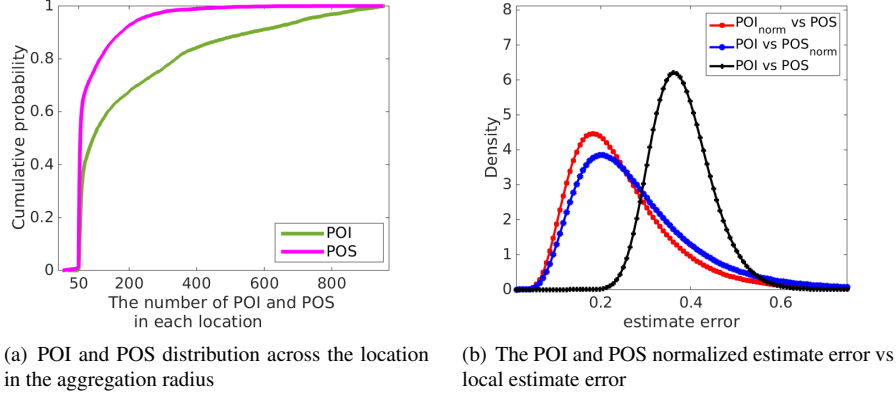 Cumulative probability
1
0.8
0.6
0.4
0.2
0
50 200 400 600 800
The number of POI and POS
in each location
POI
POS
Density
8
7
6
5
4
3
2
1
0
0.2 0.4 0.6
estimate error
POI_norm vs POS
POI vs POS_norm
POI vs POS
(a) POI and POS distribution across the location
in the aggregation radius
(b) The POI and POS normalized estimate error vs
local estimate error